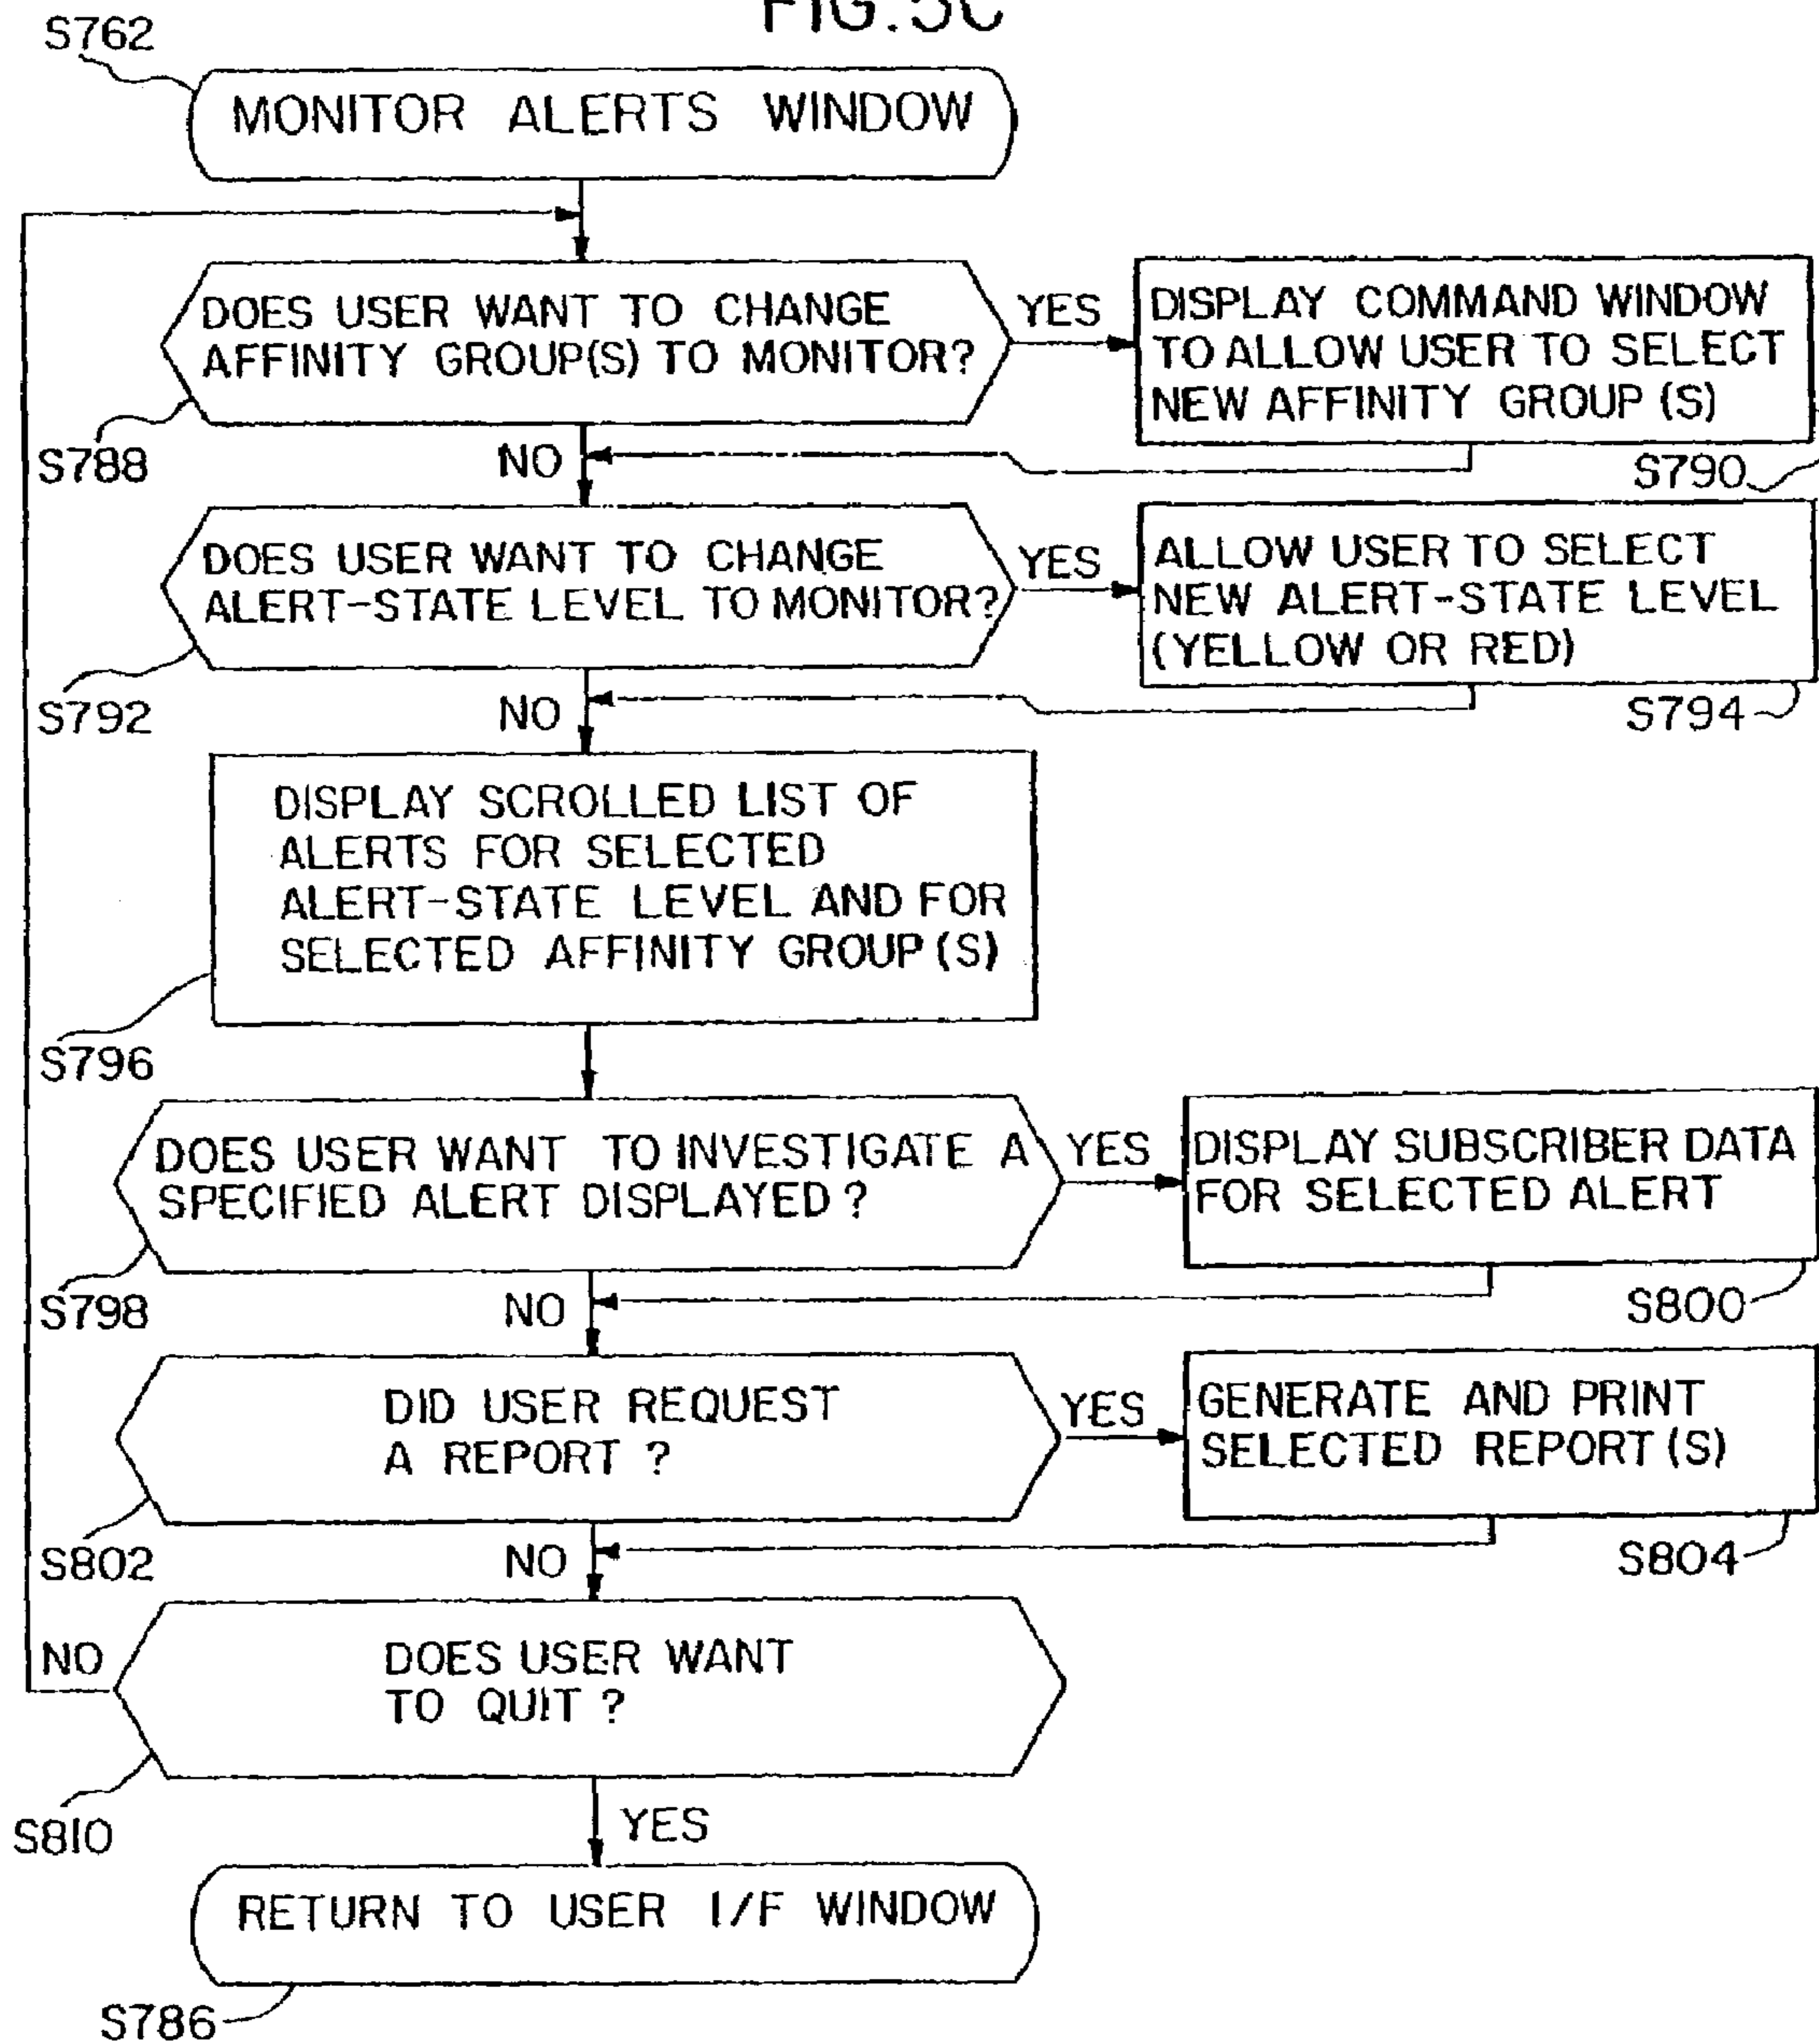 FIG.5C
S762
MONITOR ALERTS WINDOW
DOES USER WANT TO CHANGE
AFFINITY GROUP(S) TO MONITOR?
YES
DISPLAY COMMAND WINDOW
TO ALLOW USER TO SELECT
NEW AFFINITY GROUP (S)
S788
NO
S790
DOES USER WANT TO CHANGE
ALERT-STATE LEVEL TO MONITOR?
YES
ALLOW USER TO SELECT
NEW ALERT-STATE LEVEL
(YELLOW OR RED)
S792
NO
S794
DISPLAY SCROLLED LIST OF
ALERTS FOR SELECTED
ALERT-STATE LEVEL AND FOR
SELECTED AFFINITY GROUP (S)
S796
DOES USER WANT TO INVESTIGATE A
SPECIFIED ALERT DISPLAYED ?
YES
DISPLAY SUBSCRIBER DATA
FOR SELECTED ALERT
S798
NO
S800
DID USER REQUEST
A REPORT ?
YES
GENERATE AND PRINT
SELECTED REPORT (S)
S802
NO
S804
NO
DOES USER WANT
TO QUIT ?
S810
YES
RETURN TO USER I/F WINDOW
S786